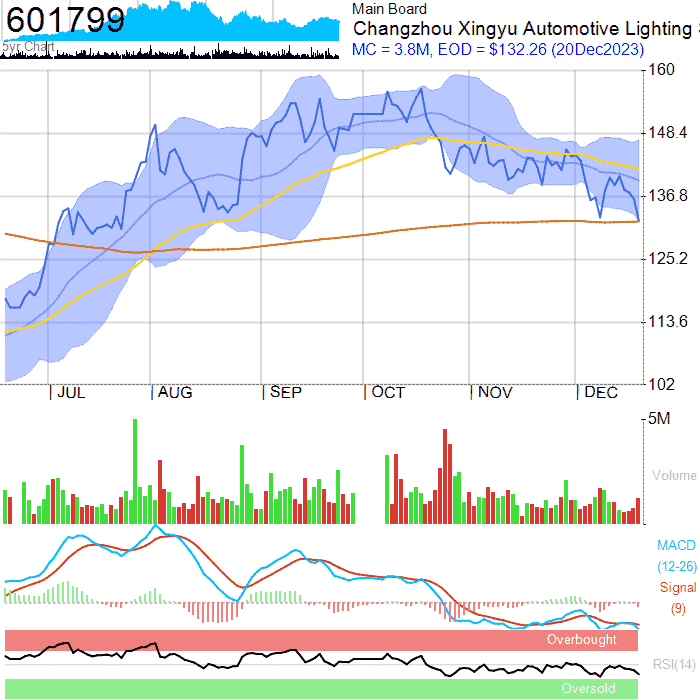 601799
5yr Chart
Main Board
Changzhou Xingyu Automotive Lighting
MC = 3.8M, EOD = $132.26 (20Dec2023)
160
148.4
136.8
125.2
113.6
102
JUL AUG SEP OCT NOV DEC
5M
Volume
MACD
(12-26)
Signal
(9)
Overbought
RSI(14)
Oversold